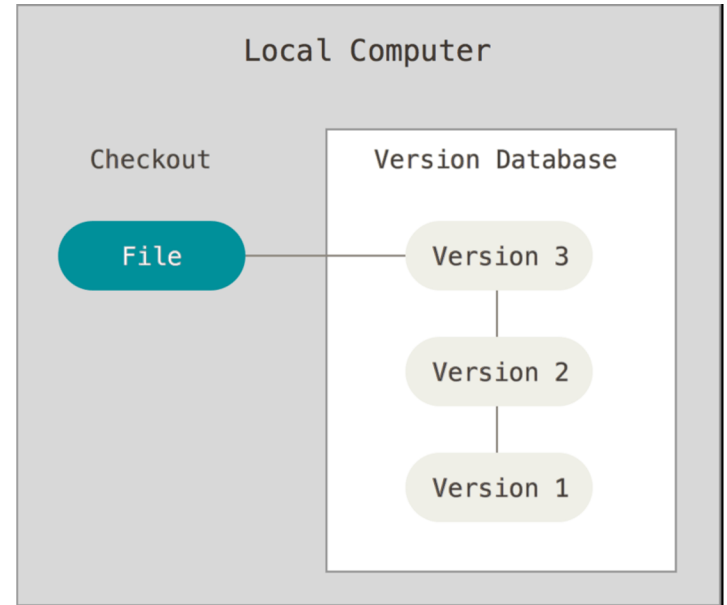 Local Computer
Checkout
Version Database
File
Version 3
Version 2
Version 1